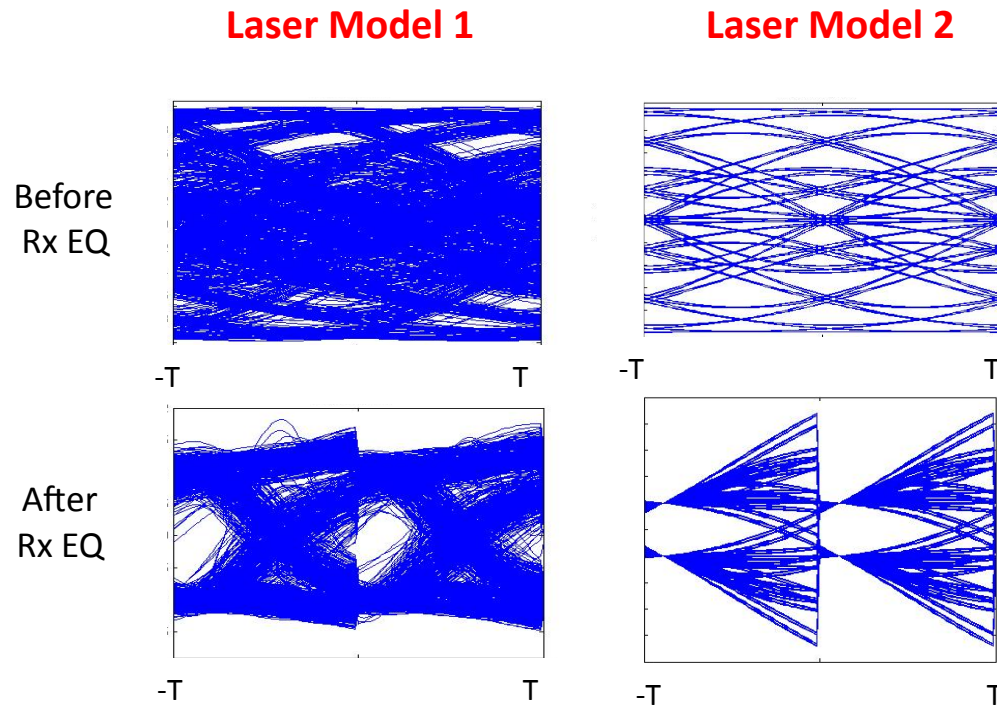 Laser Model 1
Laser Model 2
Before
Rx EQ
-T
T
-T
T
After
Rx EQ
-T
T
-T
T